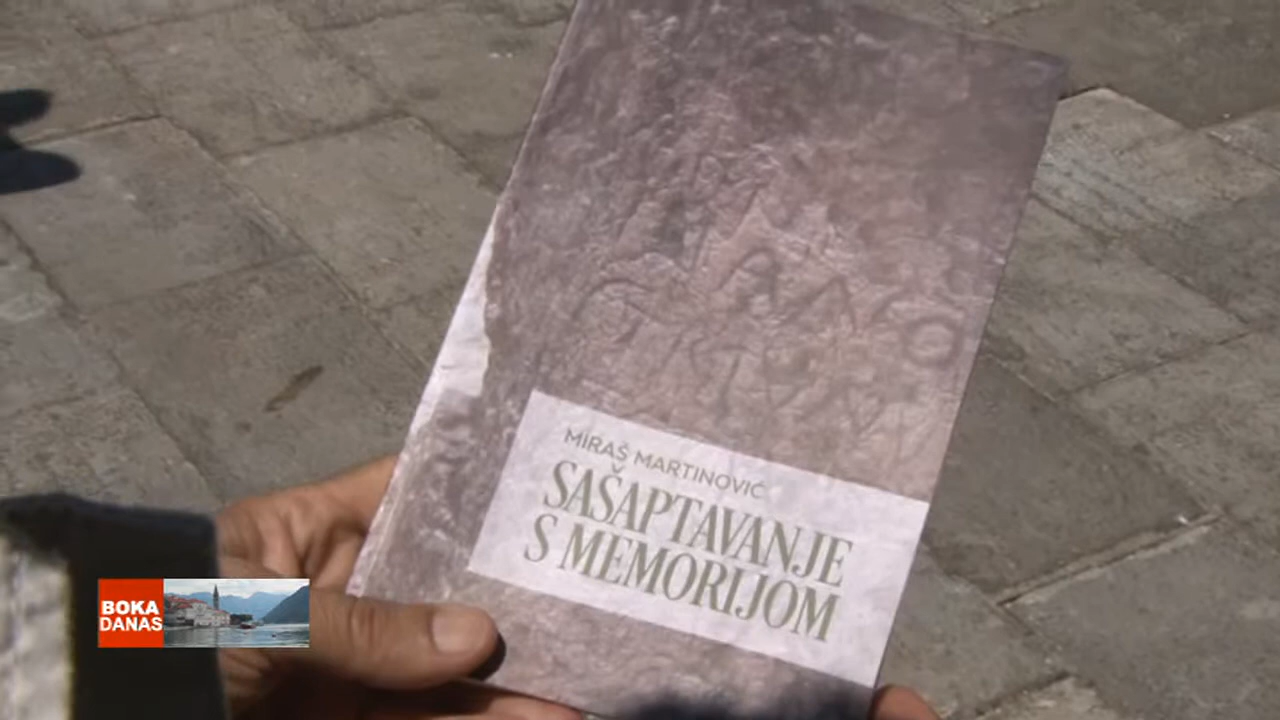 MIRAŠ MARTINOVIĆ
SAŠAPTAVANJE
S MEMORIJOM
BOKA
DANAS